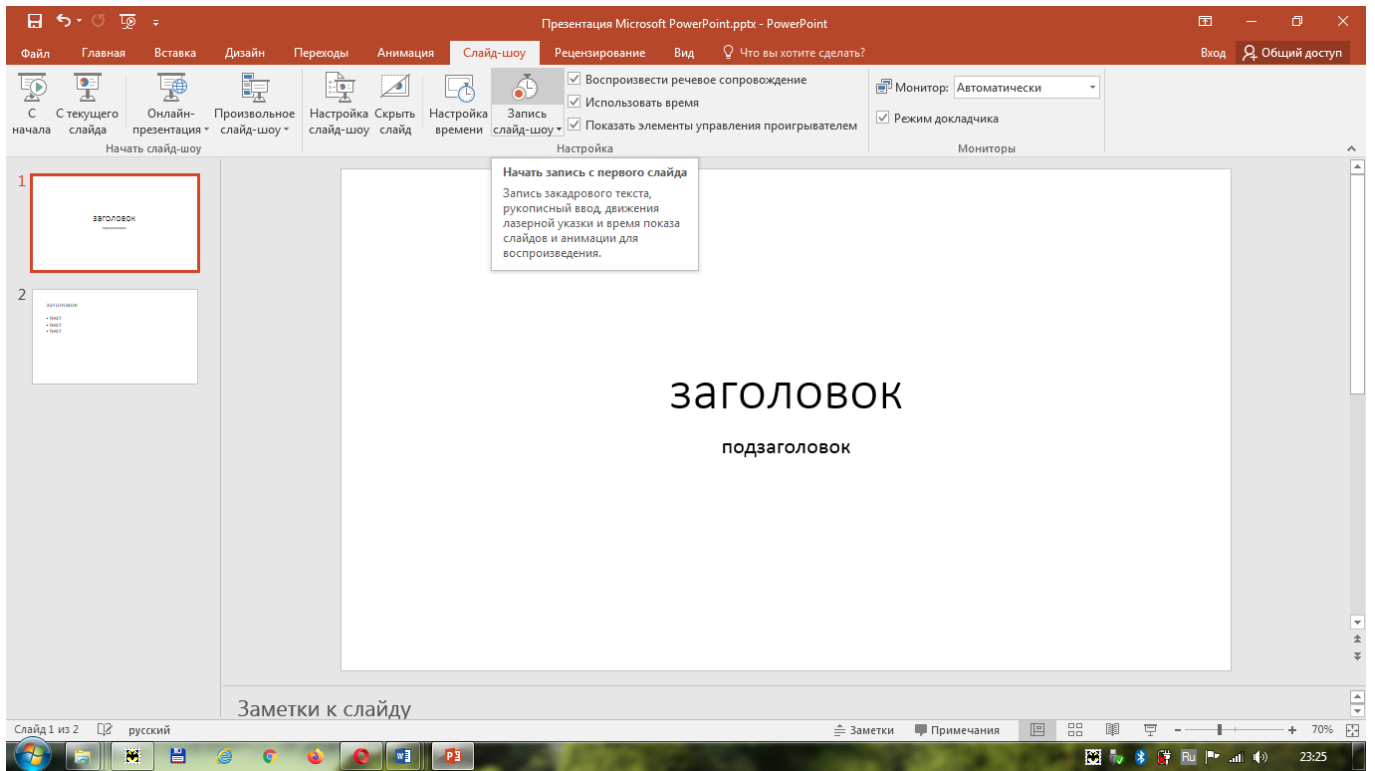 Презентация Microsoft PowerPoint.pptx - PowerPoint
Файл Главная Вставка Дизайн Переходы Анимация Слайд-шоу Рецензирование Вид Что вы хотите сделать? Вход Общий доступ
С начала
С текущего слайда
Онлайн-презентация
Произвольное слайд-шоу
Начать слайд-шоу
Настройка слайд-шоу
Скрыть слайд
Настройка времени
Запись слайд-шоу
Воспроизвести речевое сопровождение
Использовать время
Показать элементы управления проигрывателем
Настройка
Монитор: Автоматически
Режим докладчика
Мониторы
Начать запись с первого слайда
Запись закадрового текста,
рукописный ввод, движения
лазерной указки и время показа
слайдов и анимации для
воспроизведения.
1
заголовок
2
заголовок
• текст
• текст
• текст
заголовок
подзаголовок
Заметки к слайду
Слайд 1 из 2 русский Заметки Примечания 70%
Ru 23:25